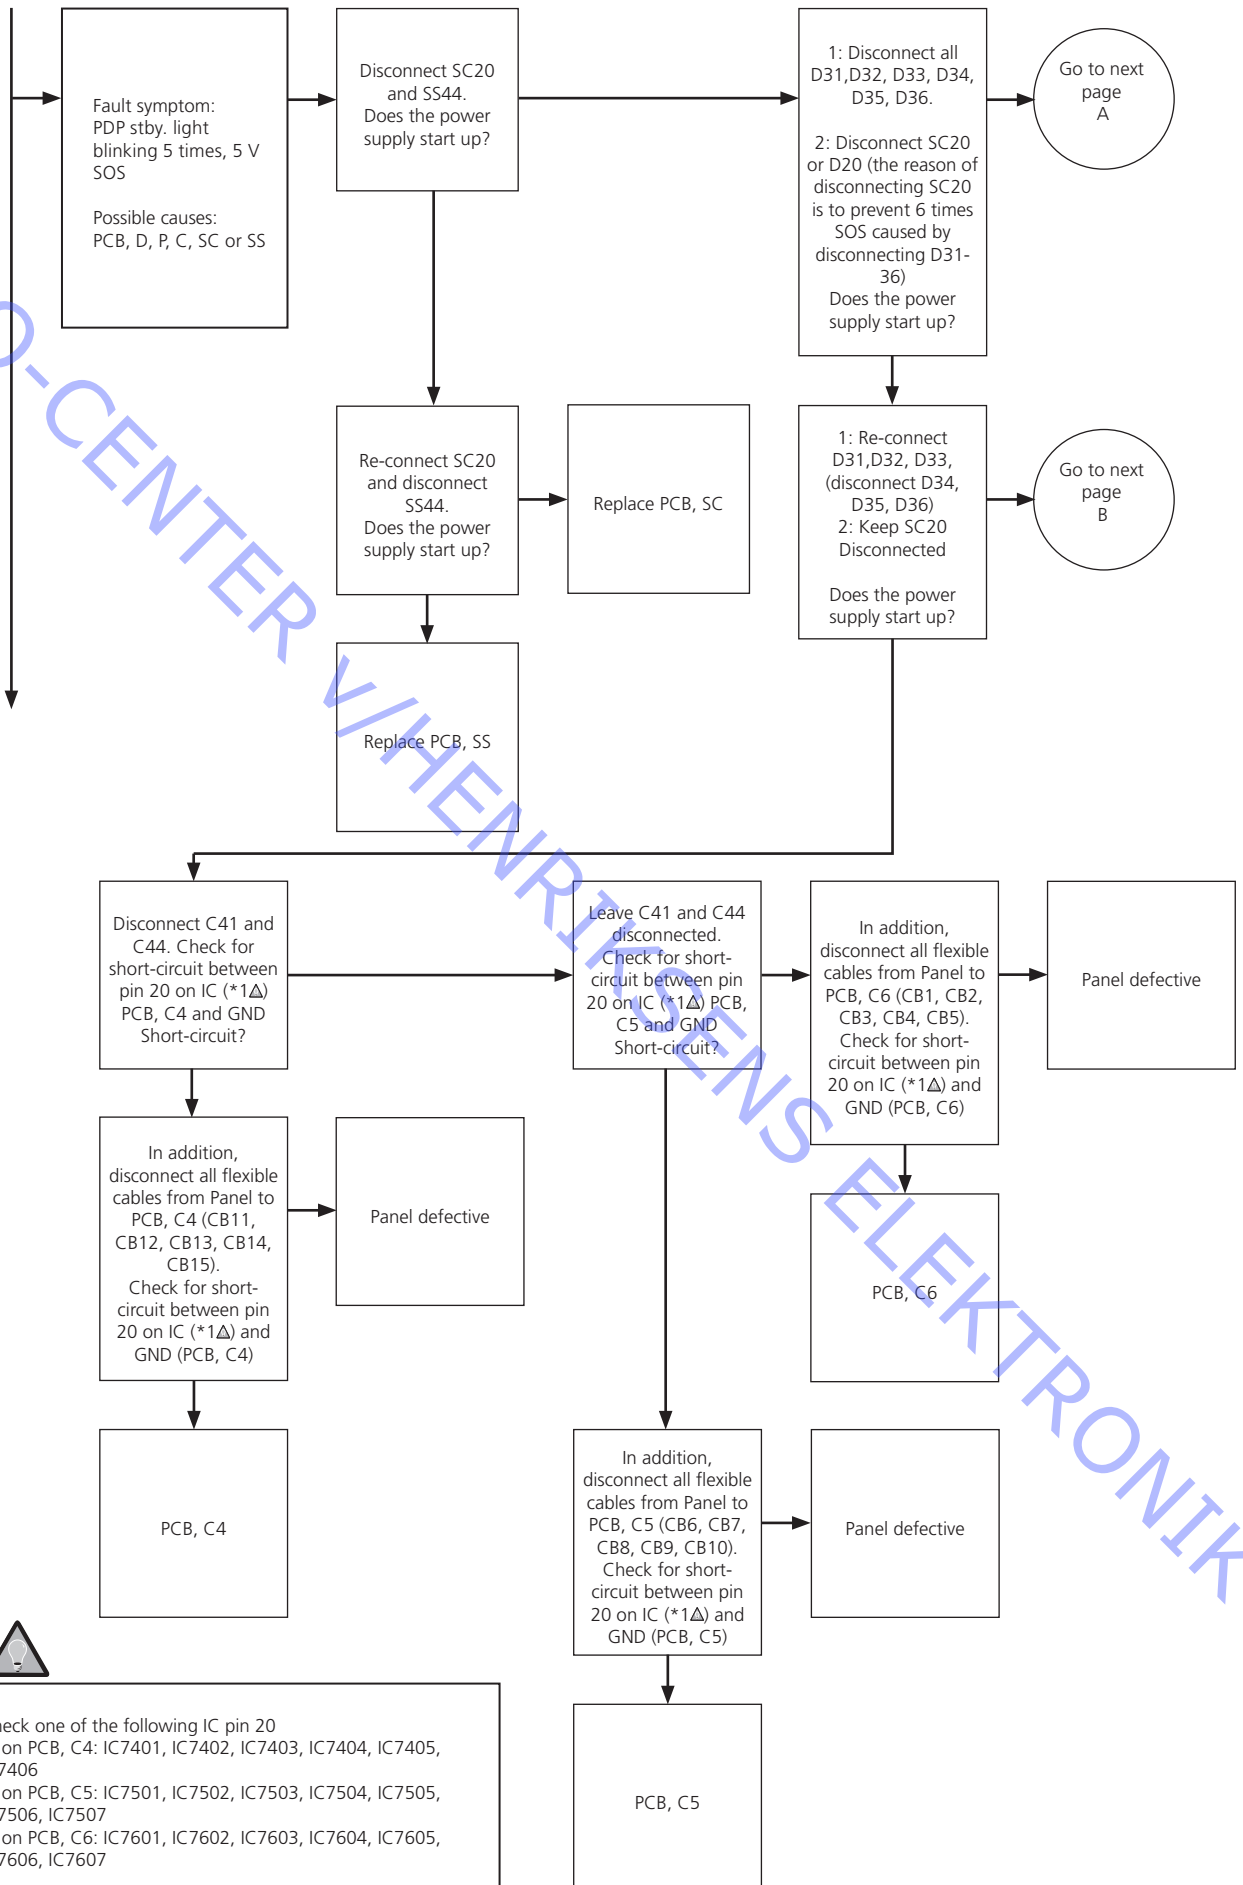 Fault symptom:
PDP stby. light
blinking 5 times, 5 V
SOS
Possible causes:
PCB, D, P, C, SC or SS
Disconnect SC20
and SS44.
Does the power
supply start up?
1: Disconnect all
D31,D32, D33, D34,
D35, D36.
2: Disconnect SC20
or D20 (the reason of
disconnecting SC20
is to prevent 6 times
SOS caused by
disconnecting D31-
36)
Does the power
supply start up?
Go to next
page
A
Re-connect SC20
and disconnect
SS44.
Does the power
supply start up?
Replace PCB, SC
1: Re-connect
D31,D32, D33,
(disconnect D34,
D35, D36)
2: Keep SC20
Disconnected
Does the power
supply start up?
Go to next
page
B
Replace PCB, SS
Disconnect C41 and
C44. Check for
short-circuit between
pin 20 on IC (*1⚠)
PCB, C4 and GND
Short-circuit?
Leave C41 and C44
disconnected.
Check for short-
circuit between pin
20 on IC (*1⚠) PCB,
C5 and GND
Short-circuit?
In addition,
disconnect all flexible
cables from Panel to
PCB, C6 (CB1, CB2,
CB3, CB4, CB5).
Check for short-
circuit between pin
20 on IC (*1⚠) and
GND (PCB, C6)
Panel defective
In addition,
disconnect all flexible
cables from Panel to
PCB, C4 (CB11,
CB12, CB13, CB14,
CB15).
Check for short-
circuit between pin
20 on IC (*1⚠) and
GND (PCB, C4)
Panel defective
PCB, C6
PCB, C4
In addition,
disconnect all flexible
cables from Panel to
PCB, C5 (CB6, CB7,
CB8, CB9, CB10).
Check for short-
circuit between pin
20 on IC (*1⚠) and
GND (PCB, C5)
Panel defective
PCB, C5
heck one of the following IC pin 20
on PCB, C4: IC7401, IC7402, IC7403, IC7404, IC7405,
7406
on PCB, C5: IC7501, IC7502, IC7503, IC7504, IC7505,
7506, IC7507
on PCB, C6: IC7601, IC7602, IC7603, IC7604, IC7605,
7606, IC7607
O-CENTER v/HENRIKSENS ELEKTRONIK